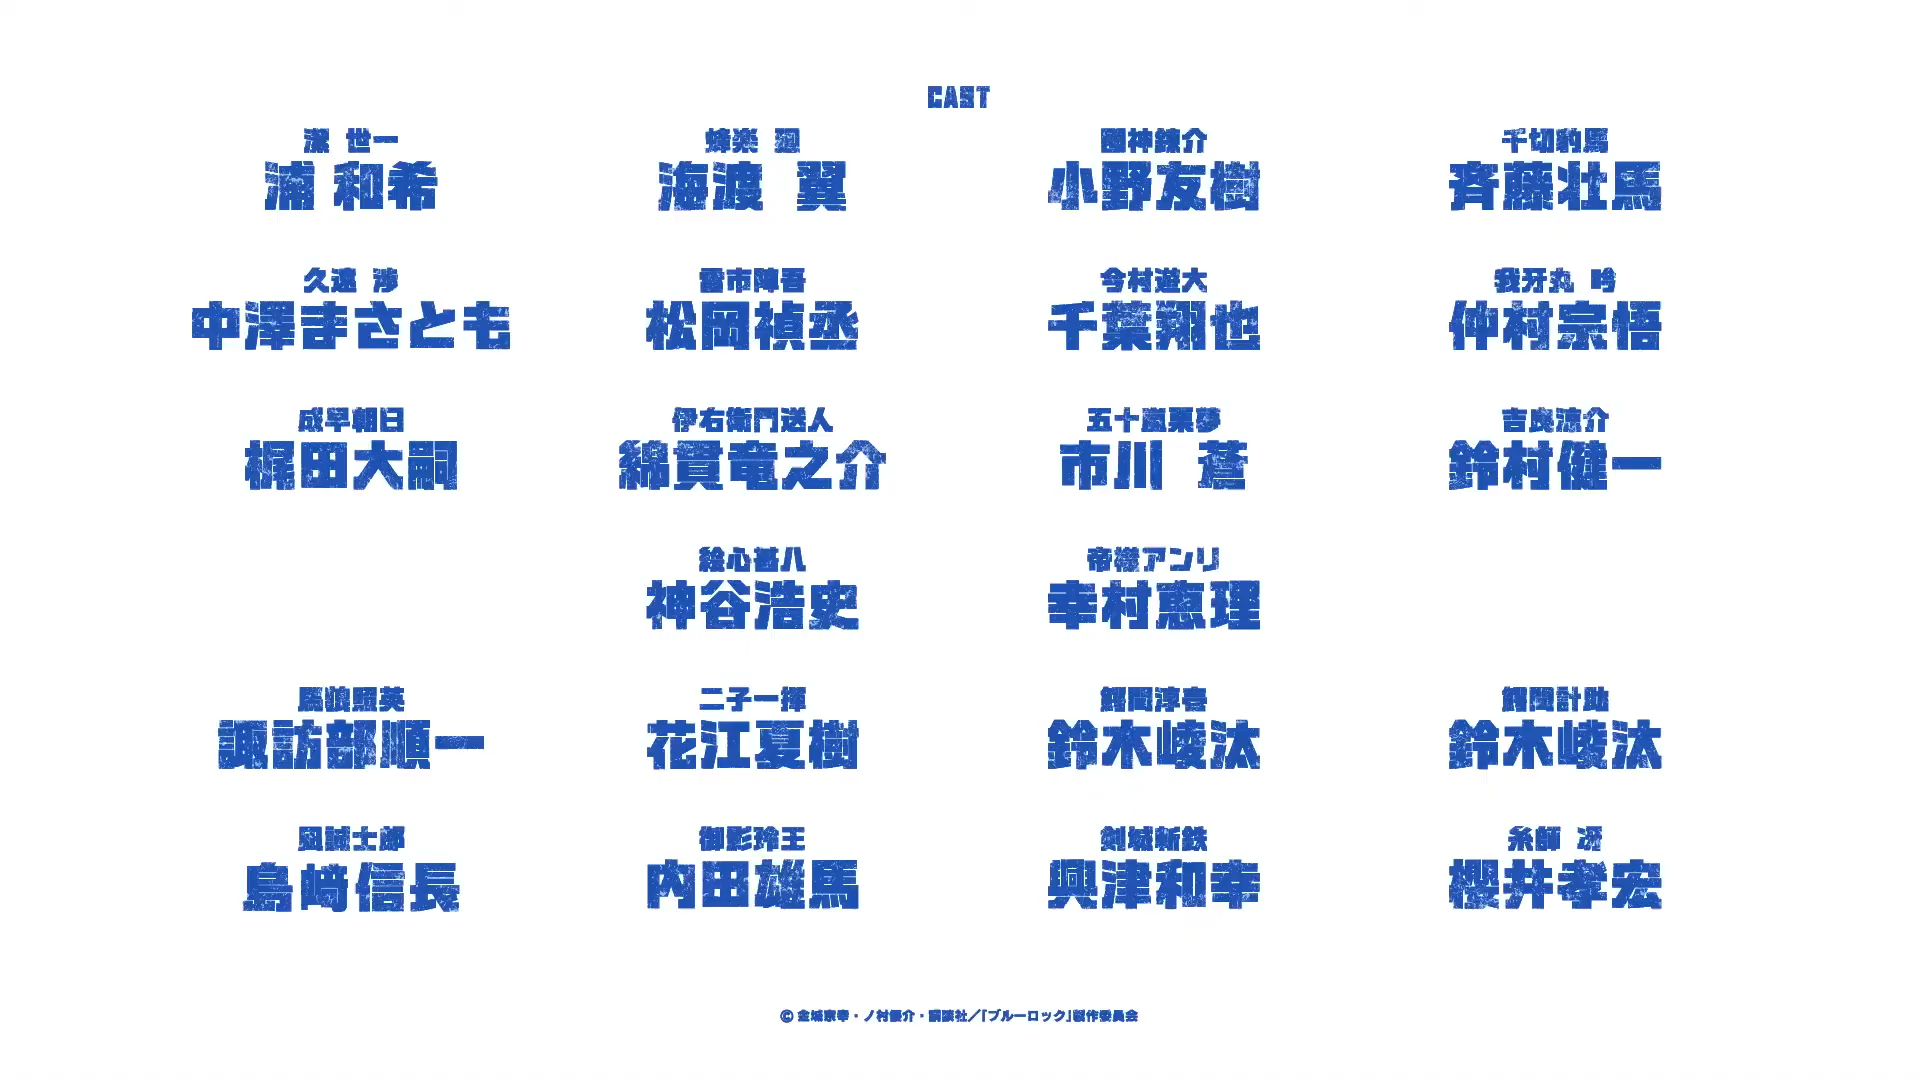 CAST
潔 世一 蜂楽 廻 國神錬介 千切豹馬
浦 和希 海渡 翼 小野友樹 斉藤壮馬
久遠 渉 雷市陣吾 今村遊大 我牙丸 吟
中澤まさとも 松岡禎丞 千葉翔也 仲村宗悟
成早朝日 伊右衛門送人 五十嵐栗夢 吉良涼介
梶田大嗣 綿貫竜之介 市川 蒼 鈴村健一
絵心甚八 帝襟アンリ
神谷浩史 幸村恵理
馬狼照英 二子一揮 鰐間淳壱 鰐間計助
諏訪部順一 花江夏樹 鈴木崚汰 鈴木崚汰
凪誠士郎 御影玲王 剣城斬鉄 糸師 冴
島﨑信長 内田雄馬 興津和幸 櫻井孝宏
© 金城宗幸・ノ村優介・講談社／「ブルーロック」製作委員会